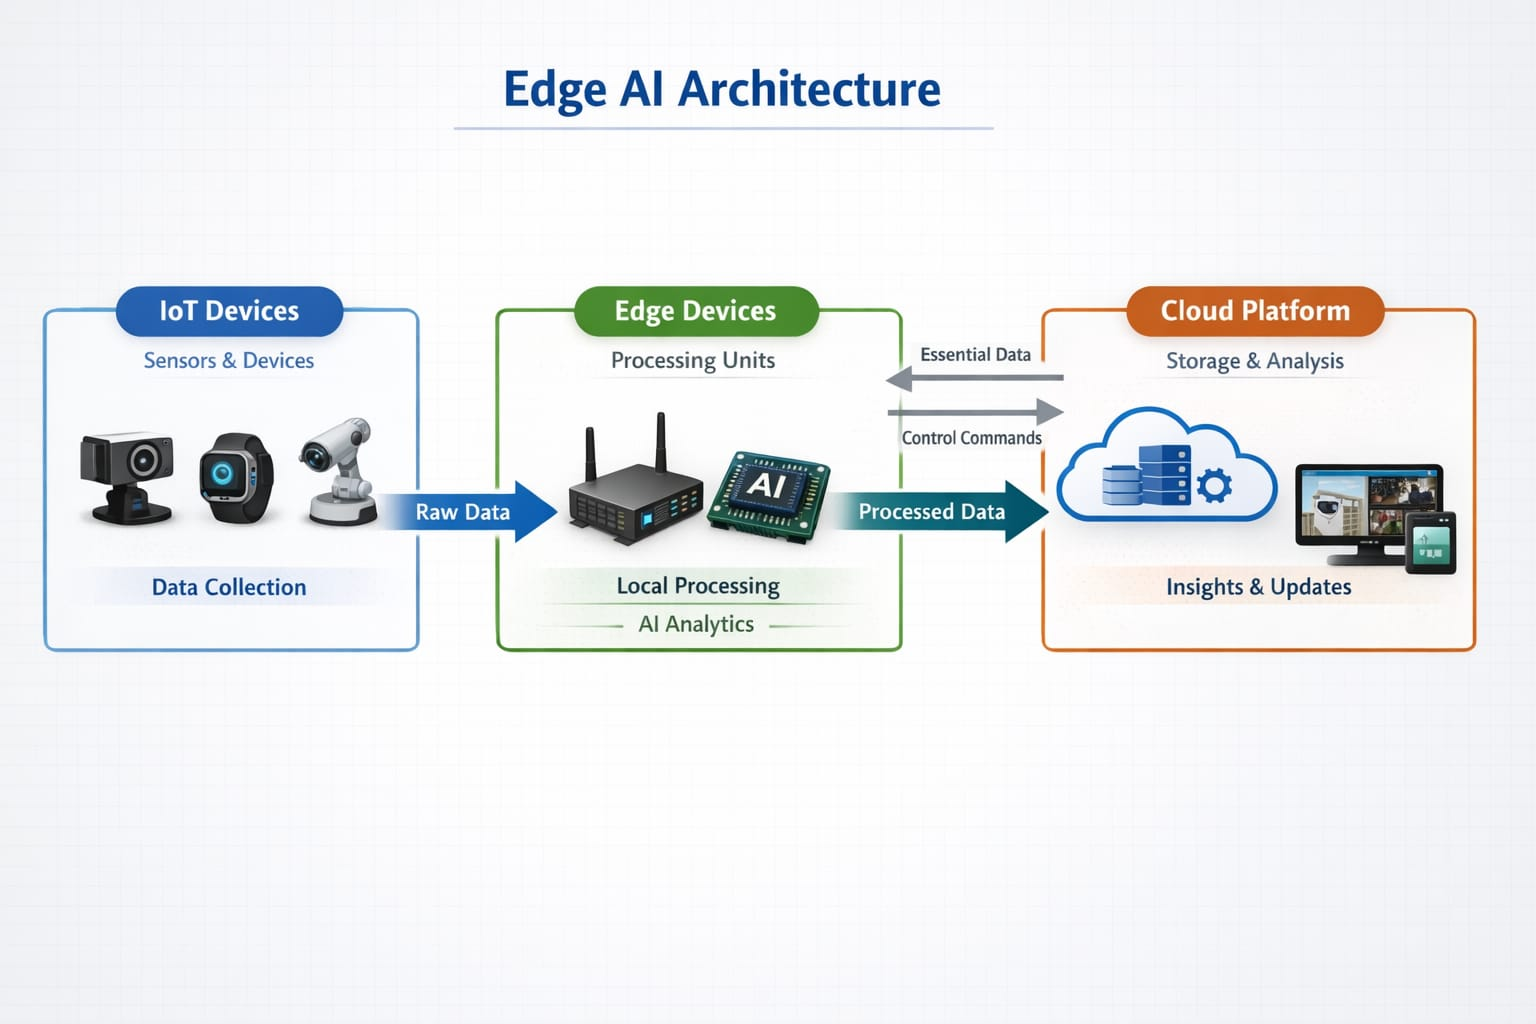 Edge AI Architecture
IoT Devices
Sensors & Devices
Data Collection
Raw Data
Edge Devices
Processing Units
AI
Local Processing
AI Analytics
Essential Data
Control Commands
Processed Data
Cloud Platform
Storage & Analysis
Insights & Updates